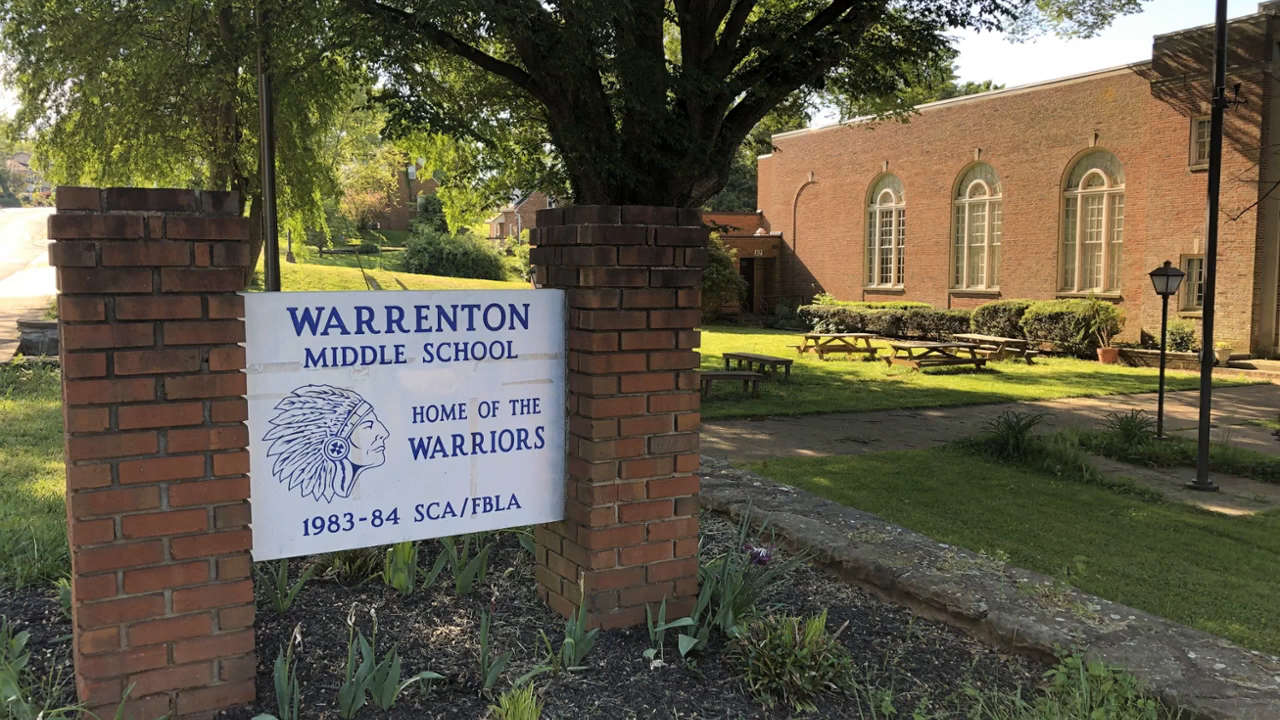 WARRENTON
MIDDLE SCHOOL
HOME OF THE
WARRIORS
1983-84 SCA/FBLA